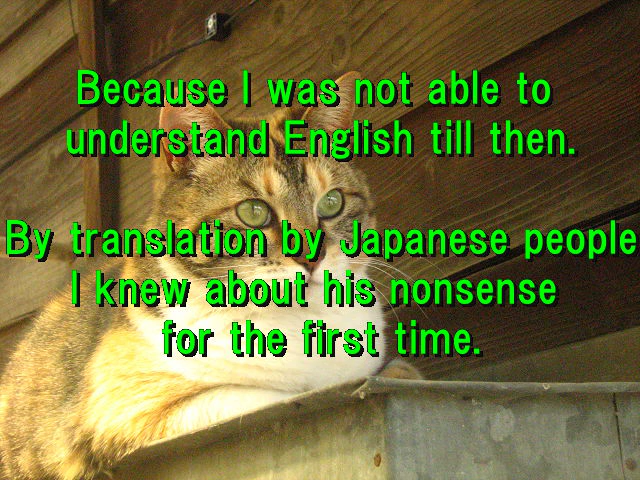 Because I was not able to
understand English till then.
By translation by Japanese people
I knew about his nonsense
for the first time.